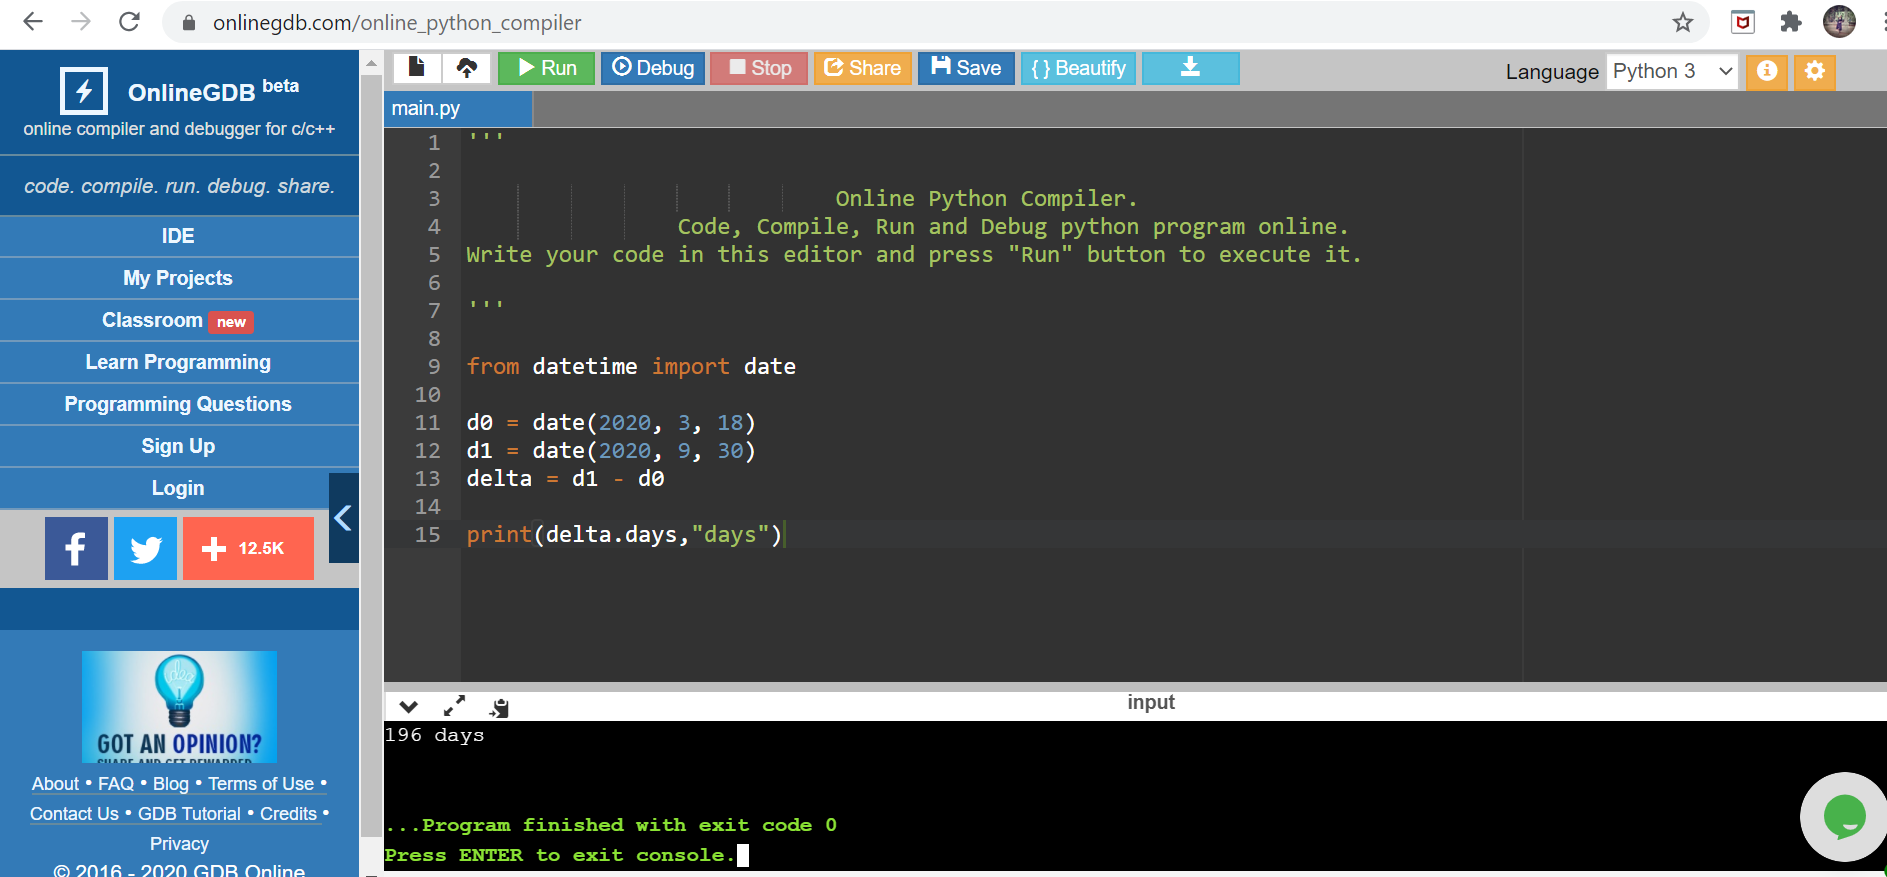 onlinegdb.com/online_python_compiler
OnlineGDB beta
online compiler and debugger for c/c++
code. compile. run. debug. share.
IDE
My Projects
Classroom new
Learn Programming
Programming Questions
Sign Up
Login
12.5K
GOT AN OPINION?
SHARE AND GET REWARDED
About • FAQ • Blog • Terms of Use •
Contact Us • GDB Tutorial • Credits •
Privacy
© 2016 - 2020 GDB Online
Run Debug Stop Share Save { } Beautify
Language Python 3
main.py
1 '''
2
3 Online Python Compiler.
4 Code, Compile, Run and Debug python program online.
5 Write your code in this editor and press "Run" button to execute it.
6
7 '''
8
9 from datetime import date
10
11 d0 = date(2020, 3, 18)
12 d1 = date(2020, 9, 30)
13 delta = d1 - d0
14
15 print(delta.days,"days")
input
196 days
...Program finished with exit code 0
Press ENTER to exit console.